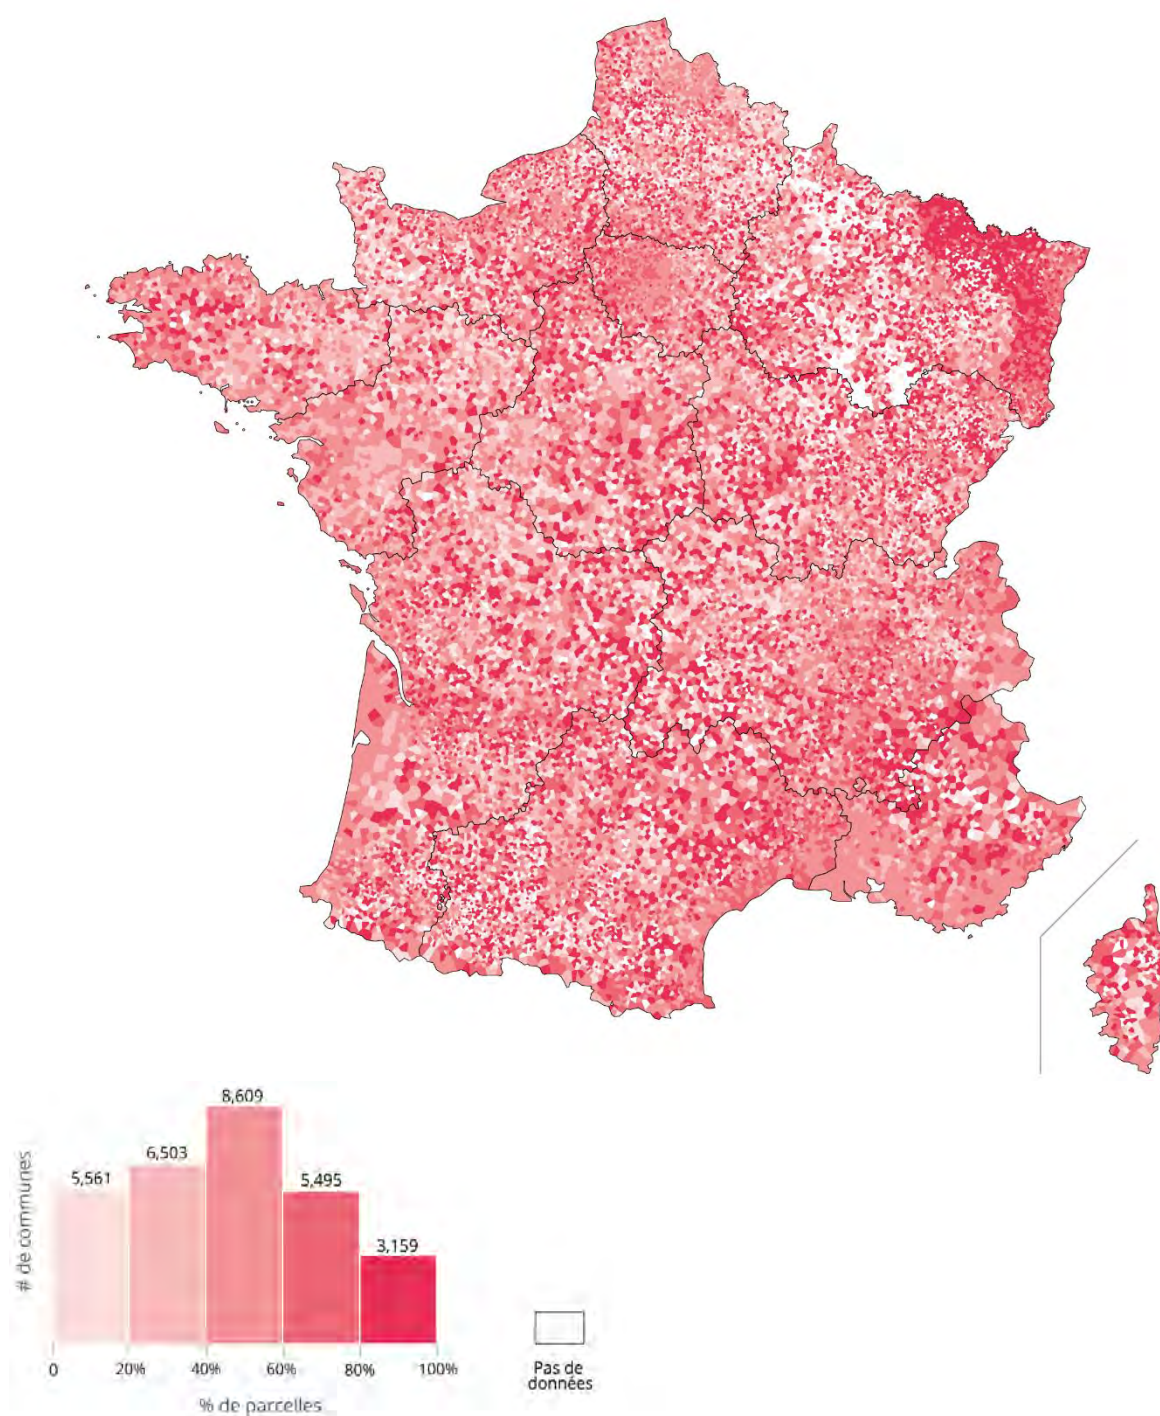 8,609
6,503
5,561
5,495
3,159
# de communes
0 20% 40% 60% 80% 100%
% de parcelles
Pas de
données